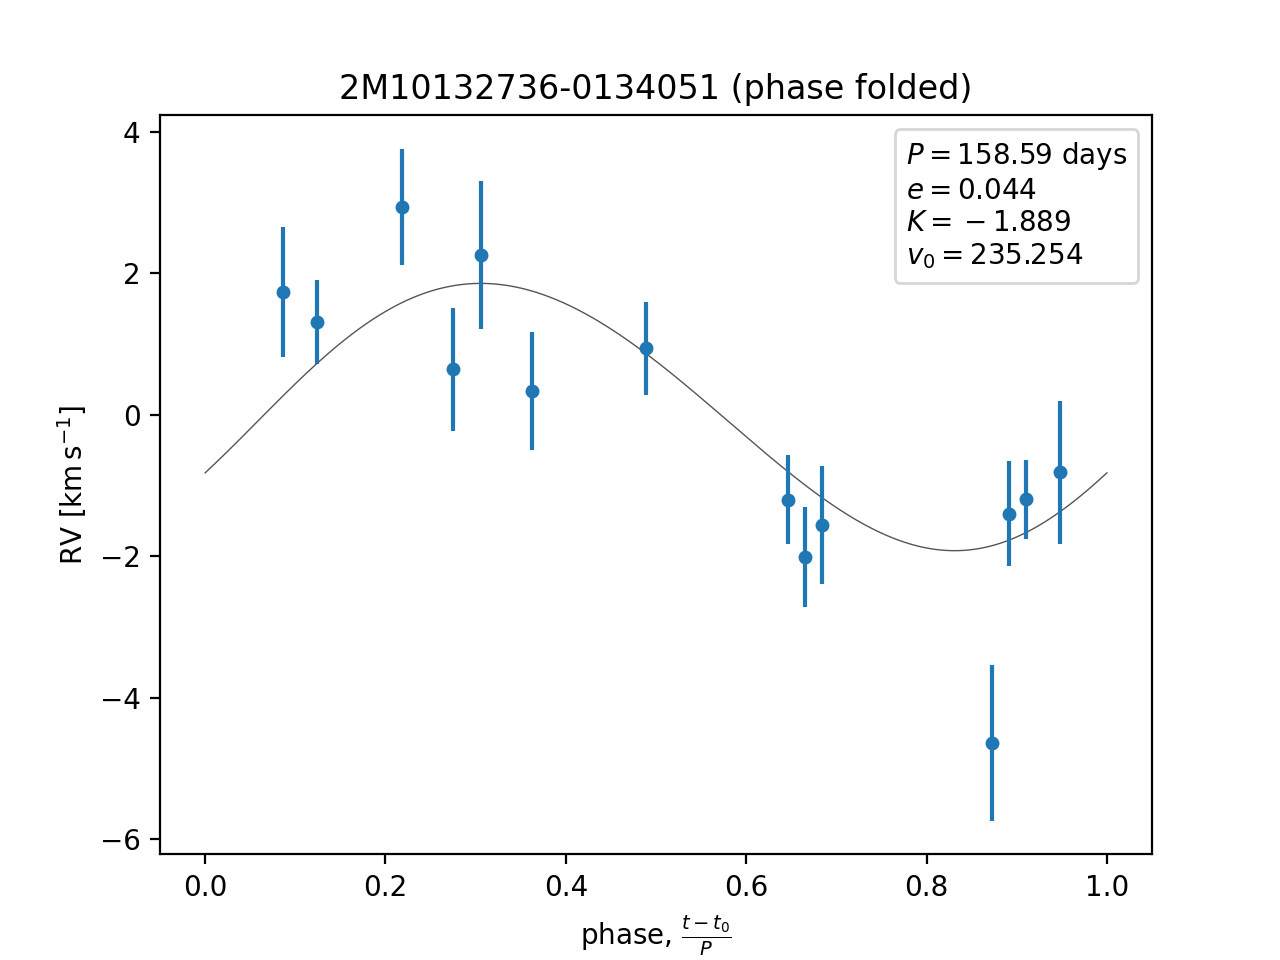 2M10132736-0134051 (phase folded)
P = 158.59 days
e = 0.044
K = −1.889
v₀ = 235.254
RV [km s⁻¹]
4
2
0
−2
−4
−6
0.0 0.2 0.4 0.6 0.8 1.0
phase, (t − t₀)/P